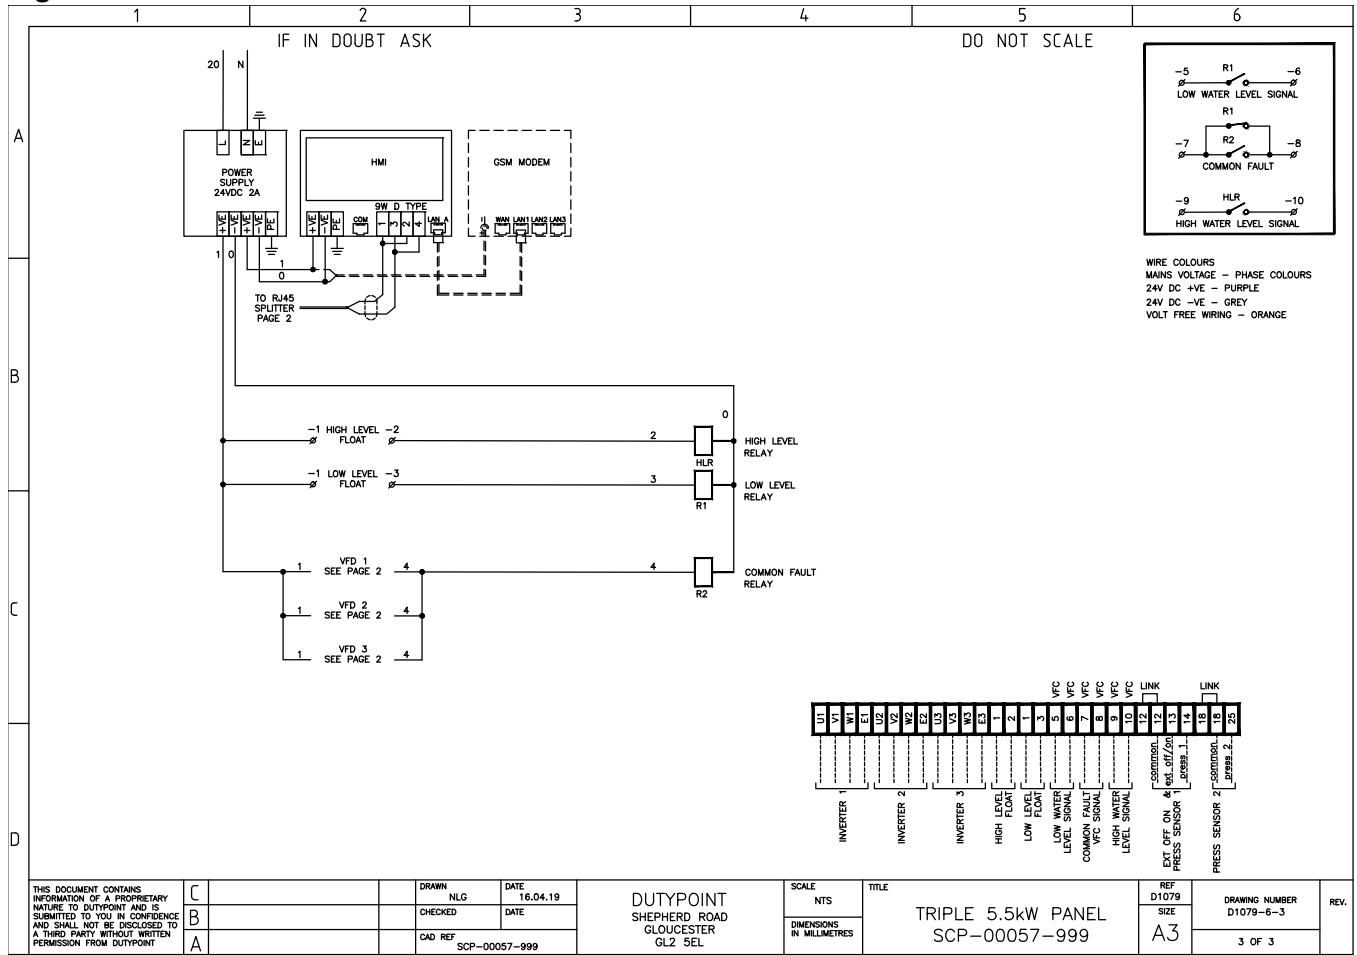 1 2 3 4 5 6
IF IN DOUBT ASK
DO NOT SCALE
A
B
C
D
20 N
L N E
POWER
SUPPLY
24VDC 2A
+VE -VE +VE -VE PE
1 0
HMI
9W D TYPE
+VE -VE PE
COM
1 3 2 4
LAN A
GSM MODEM
WAN LAN1 LAN2 LAN3
1
0
TO RJ45
SPLITTER
PAGE 2
R1
-5 -6
LOW WATER LEVEL SIGNAL
R1
R2
-7 -8
COMMON FAULT
HLR
-9 -10
HIGH WATER LEVEL SIGNAL
WIRE COLOURS
MAINS VOLTAGE - PHASE COLOURS
24V DC +VE - PURPLE
24V DC -VE - GREY
VOLT FREE WIRING - ORANGE
0
-1 HIGH LEVEL -2
FLOAT
2
HLR
HIGH LEVEL
RELAY
-1 LOW LEVEL -3
FLOAT
3
R1
LOW LEVEL
RELAY
1 VFD 1 4
SEE PAGE 2
4
R2
COMMON FAULT
RELAY
1 VFD 2 4
SEE PAGE 2
1 VFD 3 4
SEE PAGE 2
VFC VFC VFC VFC VFC VFC
LINK LINK
U1 V1 W1 E1 U2 V2 W2 E2 U3 V3 W3 E3 1 2 1 3 5 6 7 8 9 10 12 12 13 14 18 18 25
common
& ext off/on
press 1
common
press 2
INVERTER 1
INVERTER 2
INVERTER 3
HIGH LEVEL
FLOAT
LOW LEVEL
FLOAT
LOW WATER
LEVEL SIGNAL
COMMON FAULT
VFC SIGNAL
HIGH WATER
LEVEL SIGNAL
EXT OFF ON
PRESS SENSOR 1
PRESS SENSOR 2
THIS DOCUMENT CONTAINS
INFORMATION OF A PROPRIETARY
NATURE TO DUTYPOINT AND IS
SUBMITTED TO YOU IN CONFIDENCE
AND SHALL NOT BE DISCLOSED TO
A THIRD PARTY WITHOUT WRITTEN
PERMISSION FROM DUTYPOINT
C
B
A
DRAWN
NLG
DATE
16.04.19
CHECKED
DATE
CAD REF
SCP-00057-999
DUTYPOINT
SHEPHERD ROAD
GLOUCESTER
GL2 5EL
SCALE
NTS
DIMENSIONS
IN MILLIMETRES
TITLE
TRIPLE 5.5kW PANEL
SCP-00057-999
REF
D1079
SIZE
A3
DRAWING NUMBER
D1079-6-3
3 OF 3
REV.